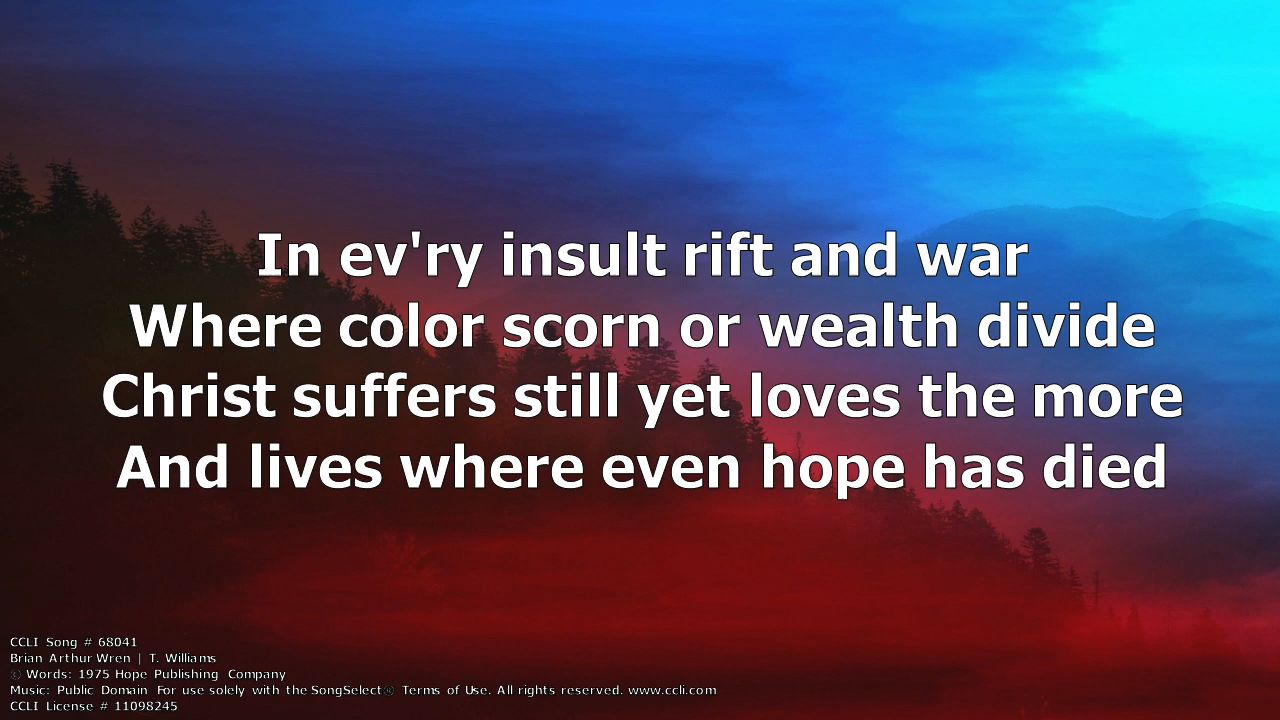 In ev'ry insult rift and war
Where color scorn or wealth divide
Christ suffers still yet loves the more
And lives where even hope has died
CCLI Song # 68041
Brian Arthur Wren | T. Williams
© Words: 1975 Hope Publishing Company
Music: Public Domain For use solely with the SongSelect® Terms of Use. All rights reserved. www.ccli.com
CCLI License # 11098245